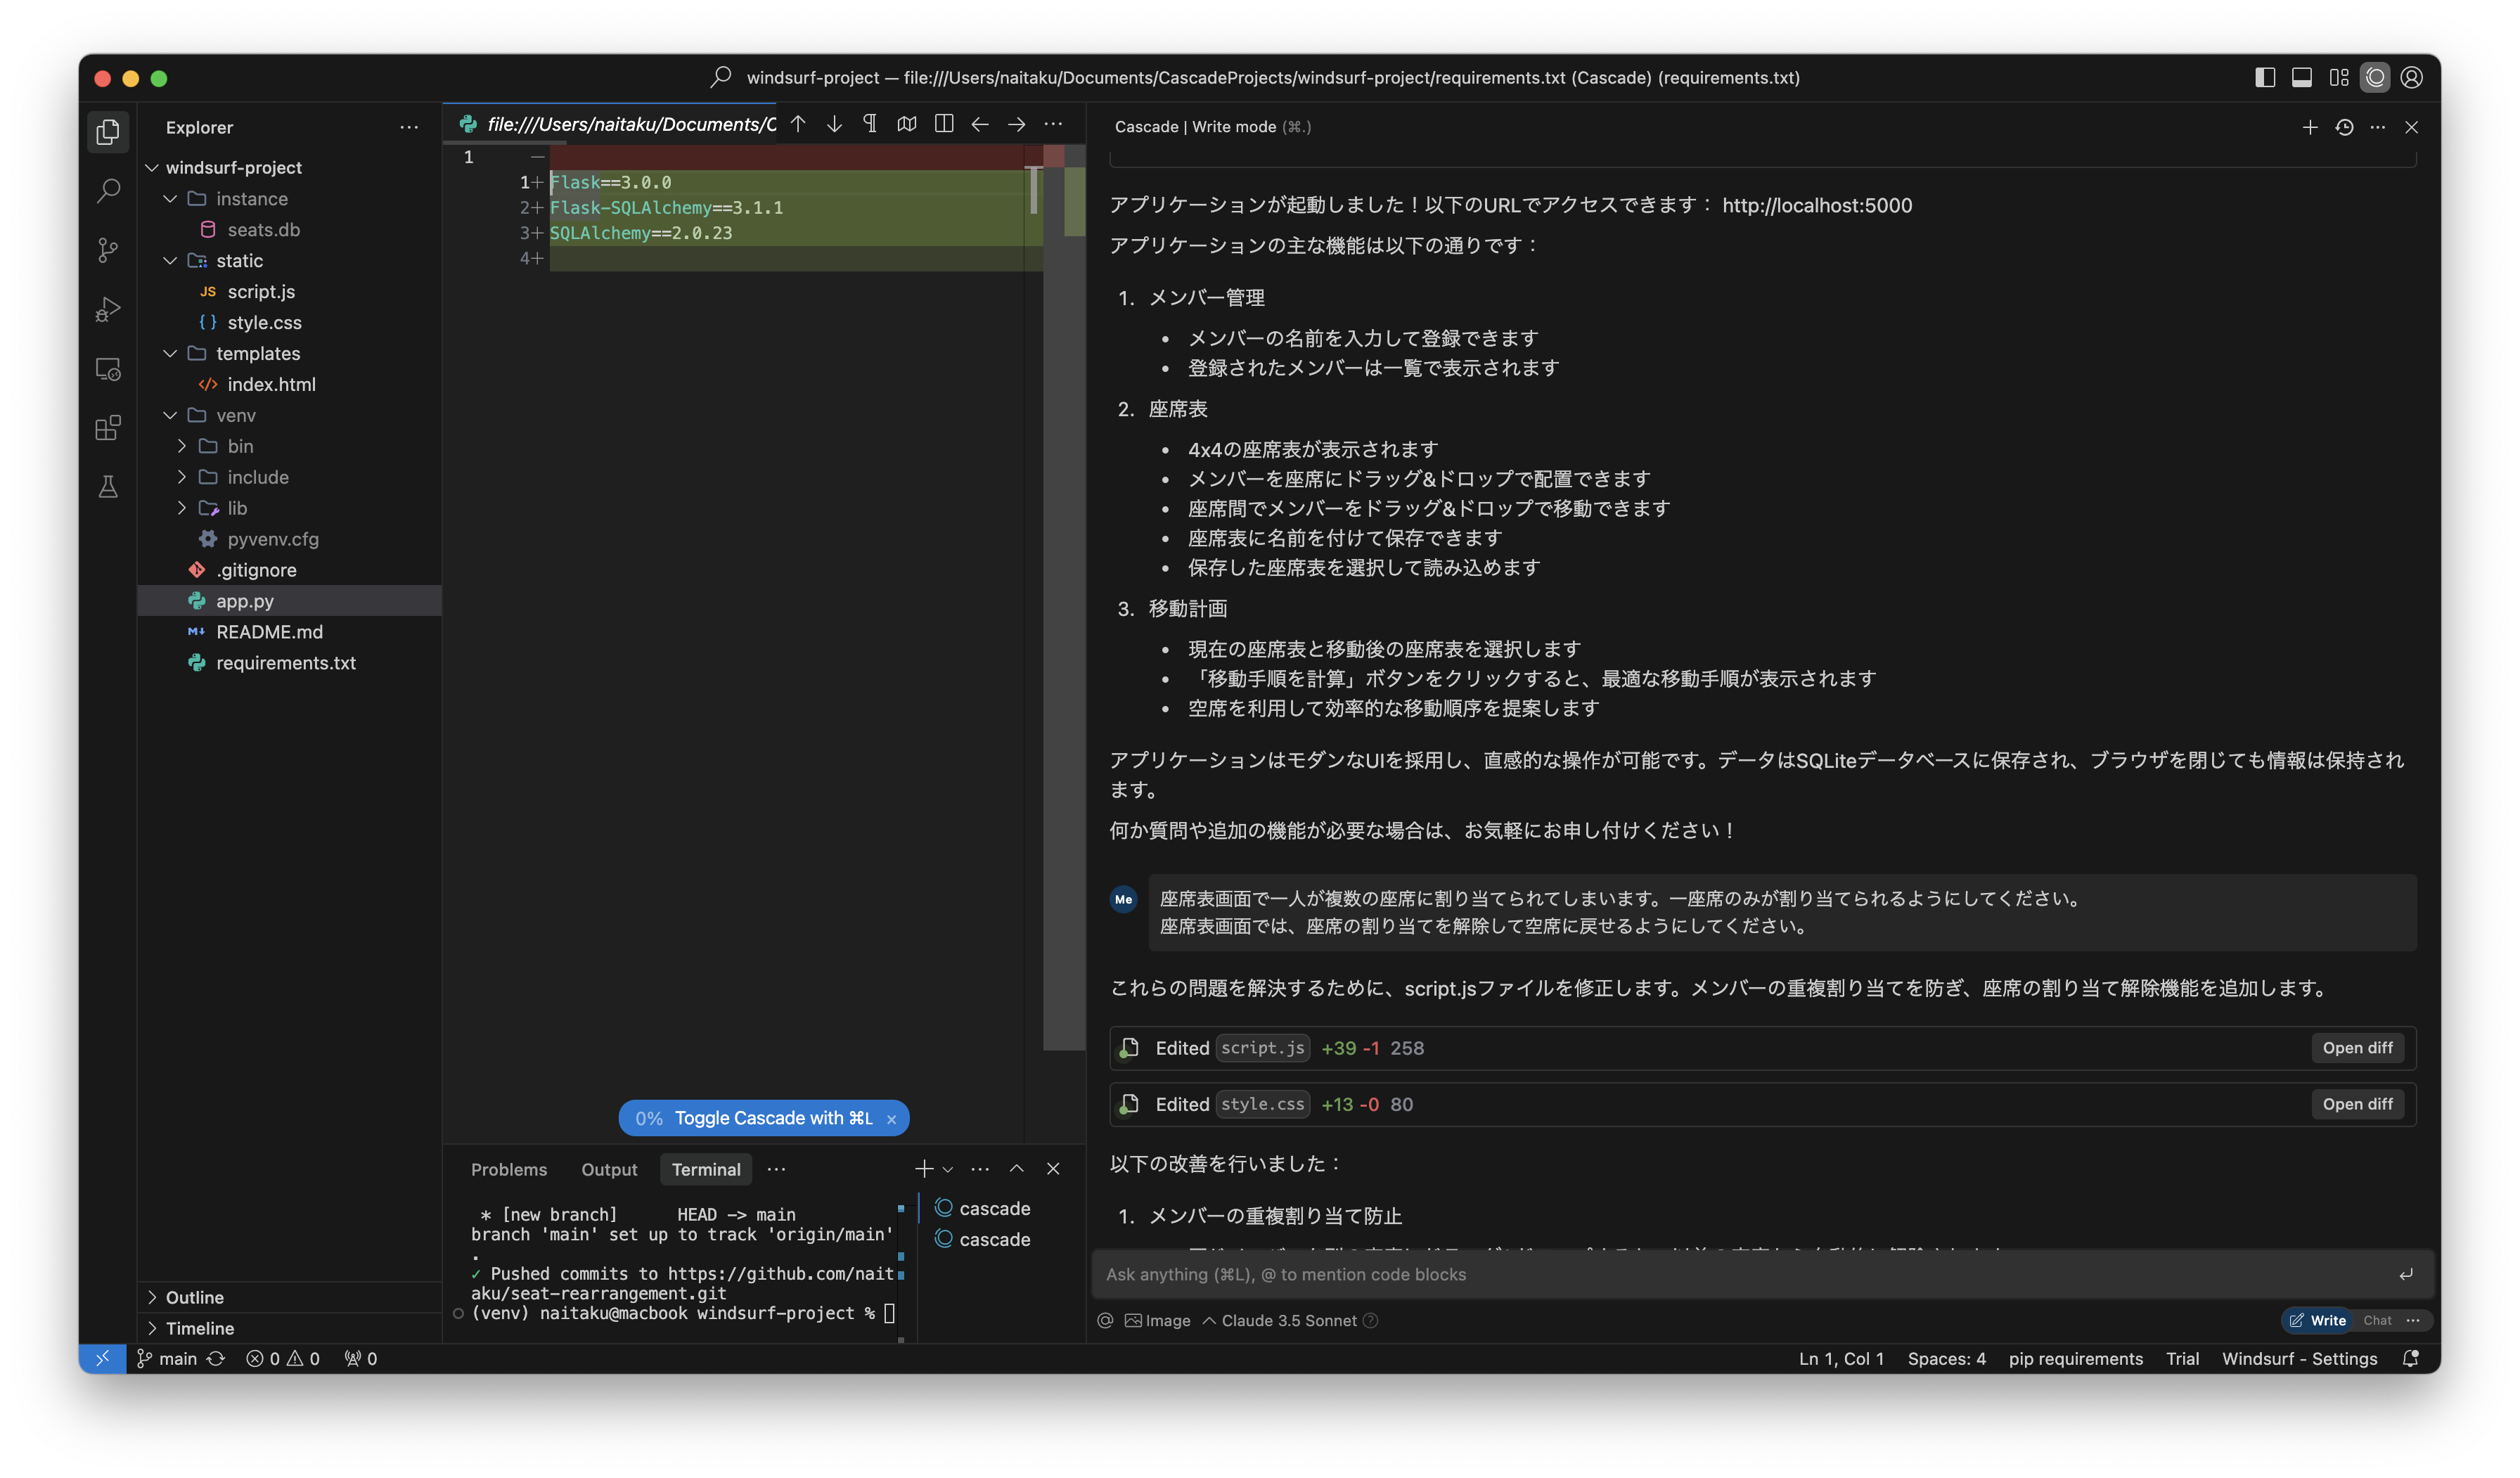 windsurf-project — file:///Users/naitaku/Documents/CascadeProjects/windsurf-project/requirements.txt (Cascade) (requirements.txt)
Explorer
windsurf-project
instance
seats.db
static
JS script.js
{ } style.css
templates
</> index.html
venv
bin
include
lib
pyvenv.cfg
.gitignore
app.py
M↓ README.md
requirements.txt
Outline
Timeline
file:///Users/naitaku/Documents/C
1 —
1+ Flask==3.0.0
2+ Flask-SQLAlchemy==3.1.1
3+ SQLAlchemy==2.0.23
4+
0% Toggle Cascade with ⌘L ×
Problems Output Terminal
* [new branch]      HEAD -> main
branch 'main' set up to track 'origin/main'
.
✓ Pushed commits to https://github.com/nait
aku/seat-rearrangement.git
(venv) naitaku@macbook windsurf-project %
cascade
cascade
Cascade | Write mode (⌘.)
アプリケーションが起動しました！以下のURLでアクセスできます： http://localhost:5000
アプリケーションの主な機能は以下の通りです：
1. メンバー管理
• メンバーの名前を入力して登録できます
• 登録されたメンバーは一覧で表示されます
2. 座席表
• 4x4の座席表が表示されます
• メンバーを座席にドラッグ&ドロップで配置できます
• 座席間でメンバーをドラッグ&ドロップで移動できます
• 座席表に名前を付けて保存できます
• 保存した座席表を選択して読み込めます
3. 移動計画
• 現在の座席表と移動後の座席表を選択します
• 「移動手順を計算」ボタンをクリックすると、最適な移動手順が表示されます
• 空席を利用して効率的な移動順序を提案します
アプリケーションはモダンなUIを採用し、直感的な操作が可能です。データはSQLiteデータベースに保存され、ブラウザを閉じても情報は保持され
ます。
何か質問や追加の機能が必要な場合は、お気軽にお申し付けください！
Me
座席表画面で一人が複数の座席に割り当てられてしまいます。一座席のみが割り当てられるようにしてください。
座席表画面では、座席の割り当てを解除して空席に戻せるようにしてください。
これらの問題を解決するために、script.jsファイルを修正します。メンバーの重複割り当てを防ぎ、座席の割り当て解除機能を追加します。
Edited script.js +39 -1 258 Open diff
Edited style.css +13 -0 80 Open diff
以下の改善を行いました：
1. メンバーの重複割り当て防止
Ask anything (⌘L), @ to mention code blocks
@ Image Claude 3.5 Sonnet
Write Chat
main 0 0 0
Ln 1, Col 1 Spaces: 4 pip requirements Trial Windsurf - Settings